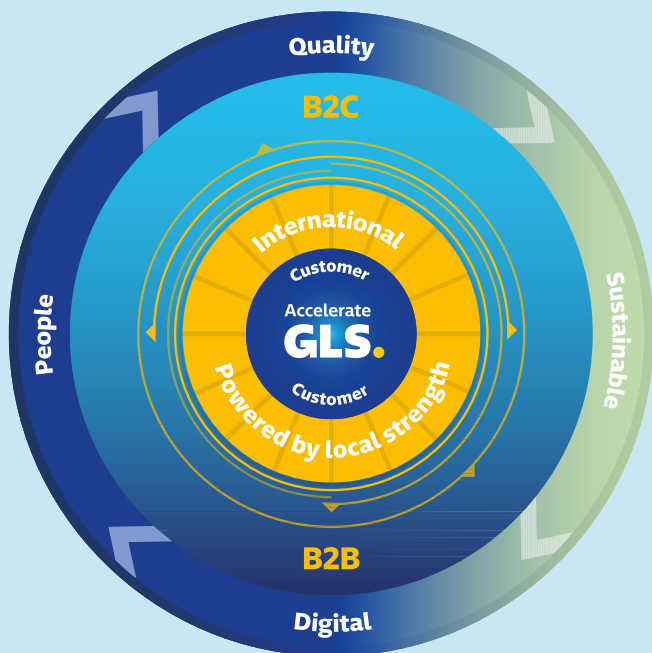 Quality
B2C
International
Customer
Accelerate
GLS.
Customer
Powered by local strength
People
Sustainable
B2B
Digital